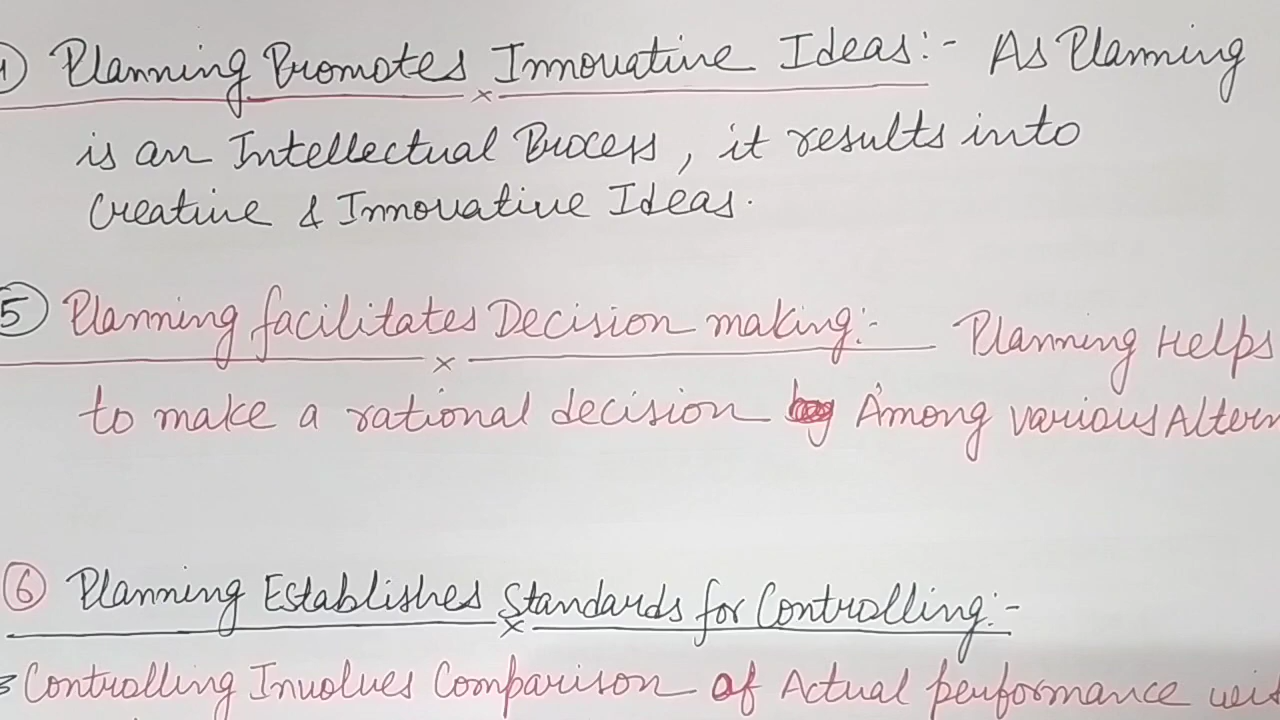 4) Planning Promotes Innovative Ideas:- As Planning
is an Intellectual Process, it results into
Creative & Innovative Ideas.
5 Planning facilitates Decision making:- Planning Helps
to make a rational decision Among various Altern
6 Planning Establishes Standards for Controlling:-
Controlling Involves Comparison of Actual performance